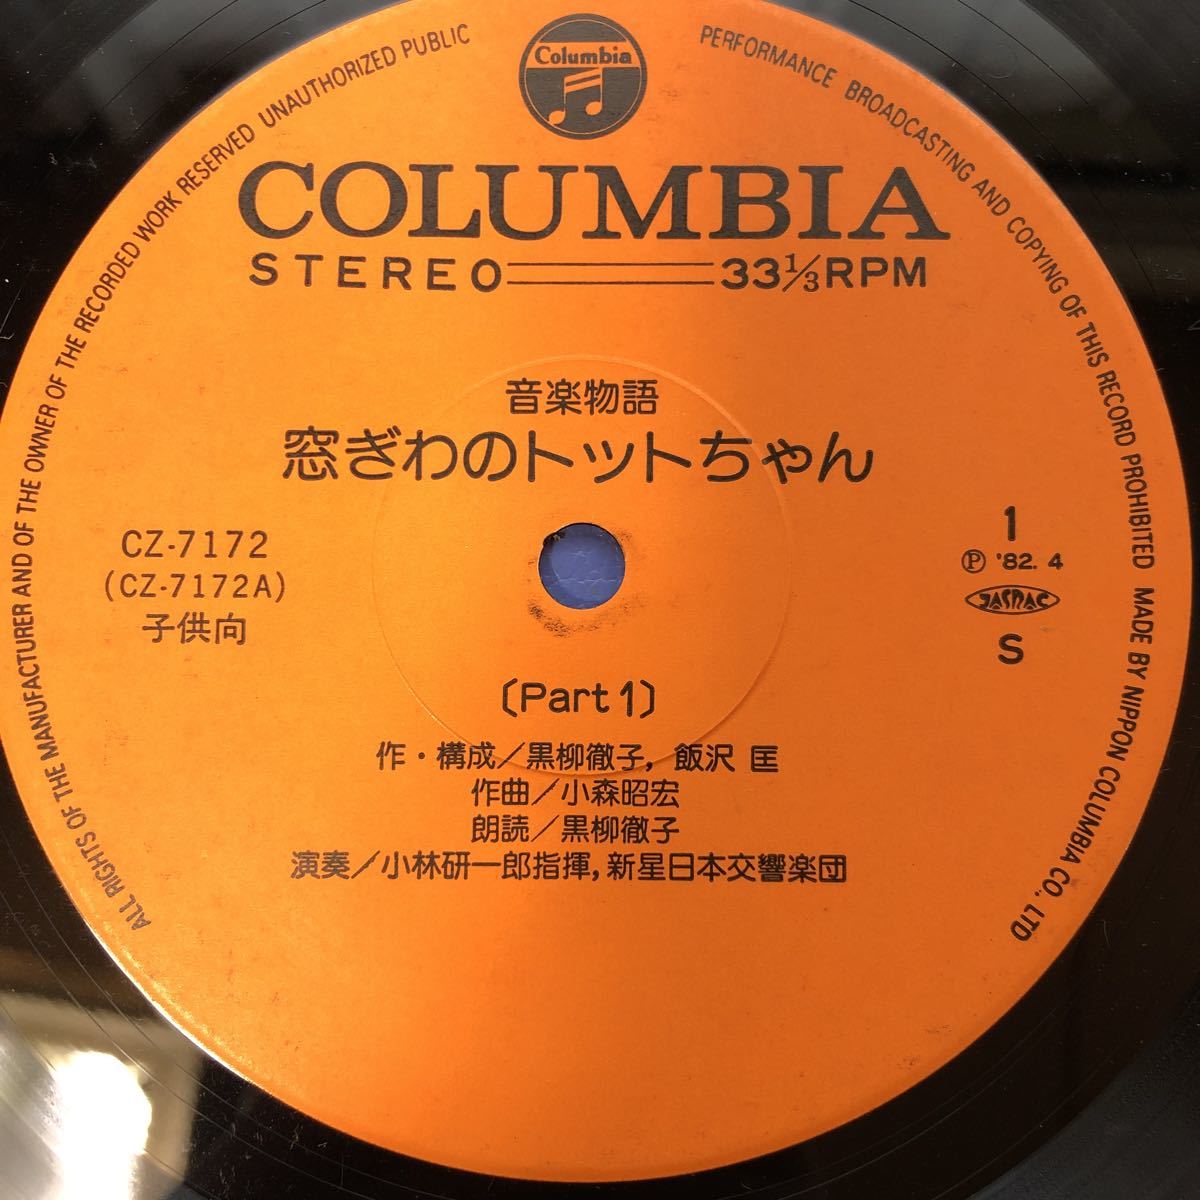 Columbia
COLUMBIA
STEREO 33 1/3 RPM
音楽物語
窓ぎわのトットちゃん
CZ-7172
(CZ-7172A)
子供向
1
Ⓟ '82. 4
JASRAC
S
〔Part 1〕
作・構成／黒柳徹子, 飯沢 匡
作曲／小森昭宏
朗読／黒柳徹子
演奏／小林研一郎指揮, 新星日本交響楽団
ALL RIGHTS OF THE MANUFACTURER AND OF THE OWNER OF THE RECORDED WORK RESERVED UNAUTHORIZED PUBLIC PERFORMANCE BROADCASTING AND COPYING OF THIS RECORD PROHIBITED MADE BY NIPPON COLUMBIA CO., LTD